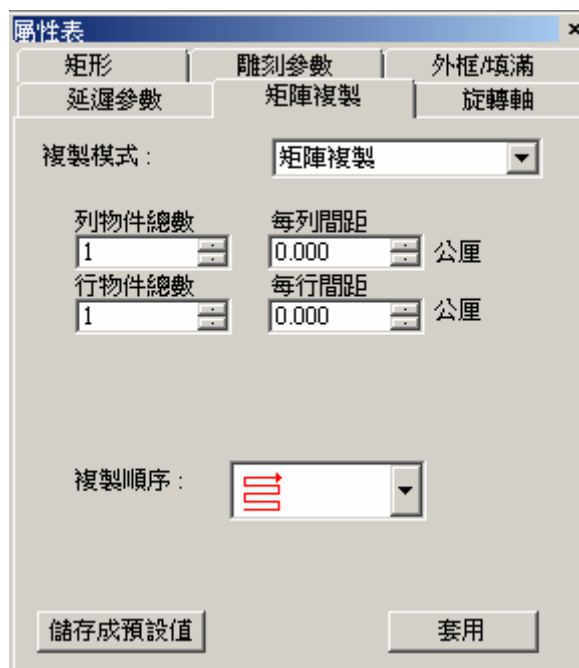 屬性表
矩形 雕刻參數 外框/填滿
延遲參數 矩陣複製 旋轉軸
複製模式 : 矩陣複製
列物件總數 每列間距
1 0.000 公厘
行物件總數 每行間距
1 0.000 公厘
複製順序 :
儲存成預設值 套用